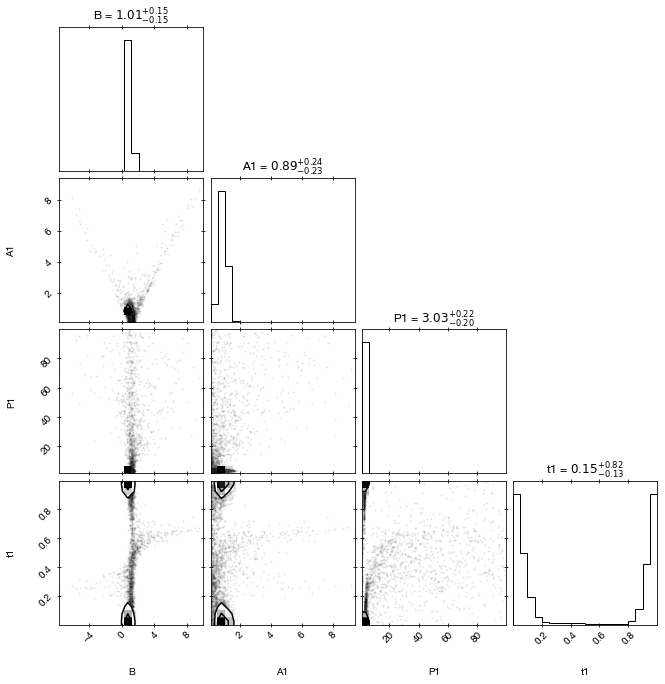 B = 1.01+0.15−0.15
A1 = 0.89+0.24−0.23
A1
8
6
4
2
P1 = 3.03+0.22−0.20
P1
80
60
40
20
t1 = 0.15+0.82−0.13
t1
0.8
0.6
0.4
0.2
−4 0 4 8 2 4 6 8 20 40 60 80 0.2 0.4 0.6 0.8
B A1 P1 t1